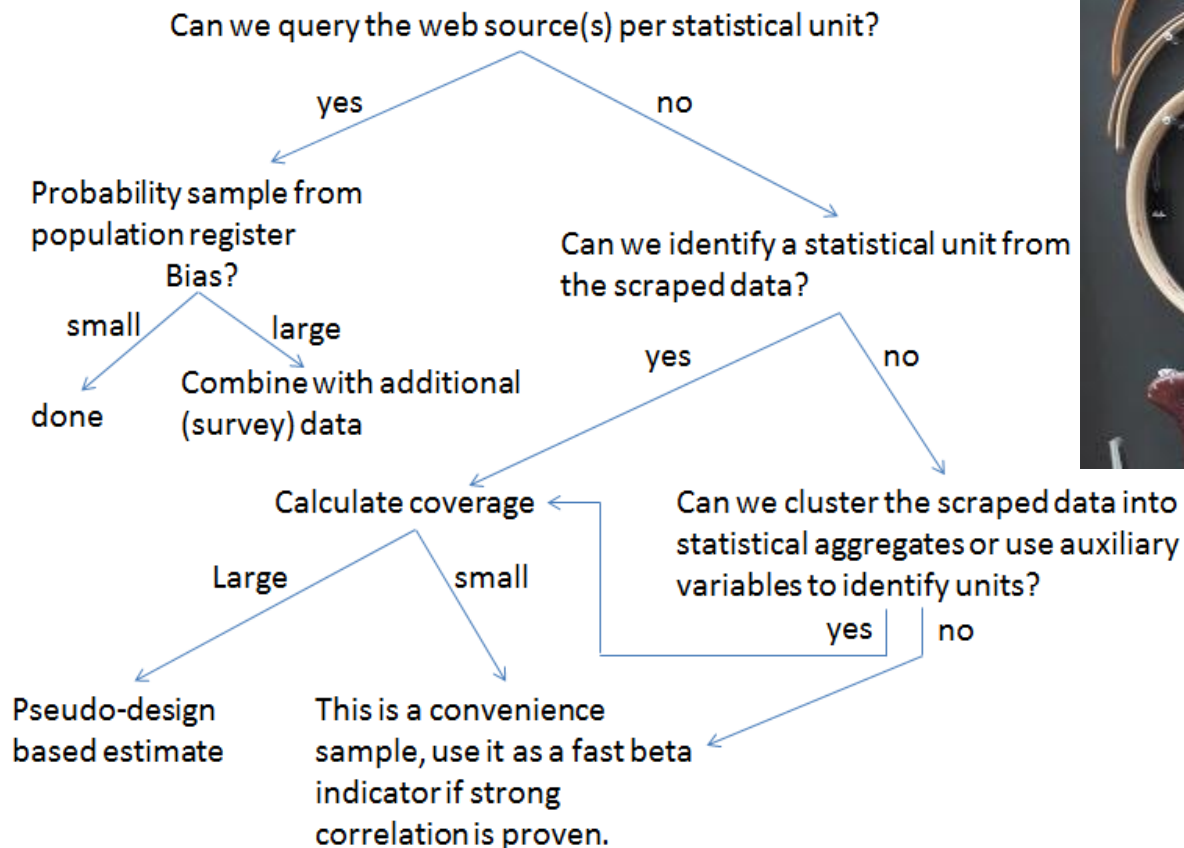 Can we query the web source(s) per statistical unit?
yes
no
Probability sample from
population register
Bias?
small
large
done
Combine with additional
(survey) data
Can we identify a statistical unit from
the scraped data?
yes
no
Calculate coverage
Large
small
Can we cluster the scraped data into
statistical aggregates or use auxiliary
variables to identify units?
yes
no
Pseudo-design
based estimate
This is a convenience
sample, use it as a fast beta
indicator if strong
correlation is proven.